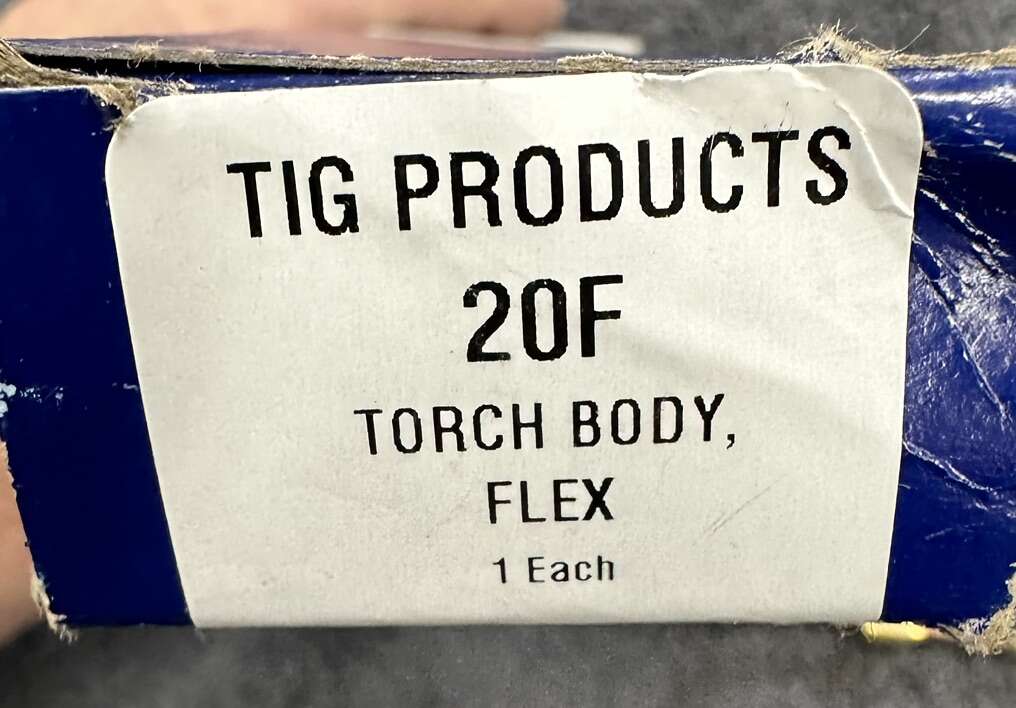 TIG PRODUCTS
20F
TORCH BODY,
FLEX
1 Each